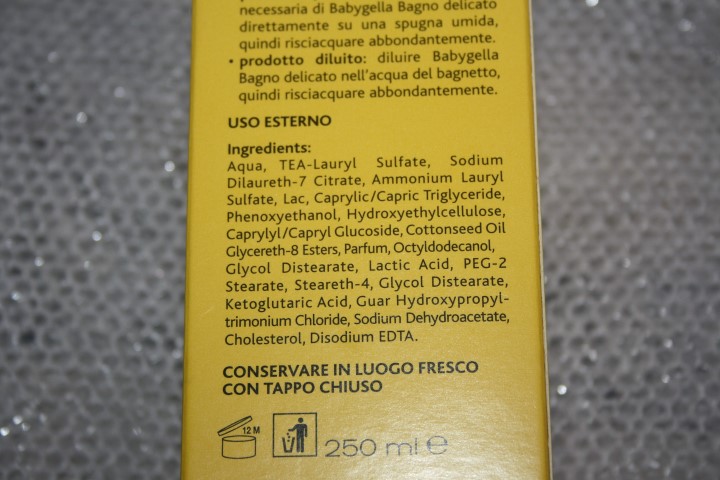 necessaria di Babygella Bagno delicato
direttamente su una spugna umida,
quindi risciacquare abbondantemente.
• prodotto diluito: diluire Babygella
Bagno delicato nell'acqua del bagnetto,
quindi risciacquare abbondantemente.
USO ESTERNO
Ingredients:
Aqua, TEA-Lauryl Sulfate, Sodium
Dilaureth-7 Citrate, Ammonium Lauryl
Sulfate, Lac, Caprylic/Capric Triglyceride,
Phenoxyethanol, Hydroxyethylcellulose,
Caprylyl/Capryl Glucoside, Cottonseed Oil
Glycereth-8 Esters, Parfum, Octyldodecanol,
Glycol Distearate, Lactic Acid, PEG-2
Stearate, Steareth-4, Glycol Distearate,
Ketoglutaric Acid, Guar Hydroxypropyl-
trimonium Chloride, Sodium Dehydroacetate,
Cholesterol, Disodium EDTA.
CONSERVARE IN LUOGO FRESCO
CON TAPPO CHIUSO
12 M
250 ml e